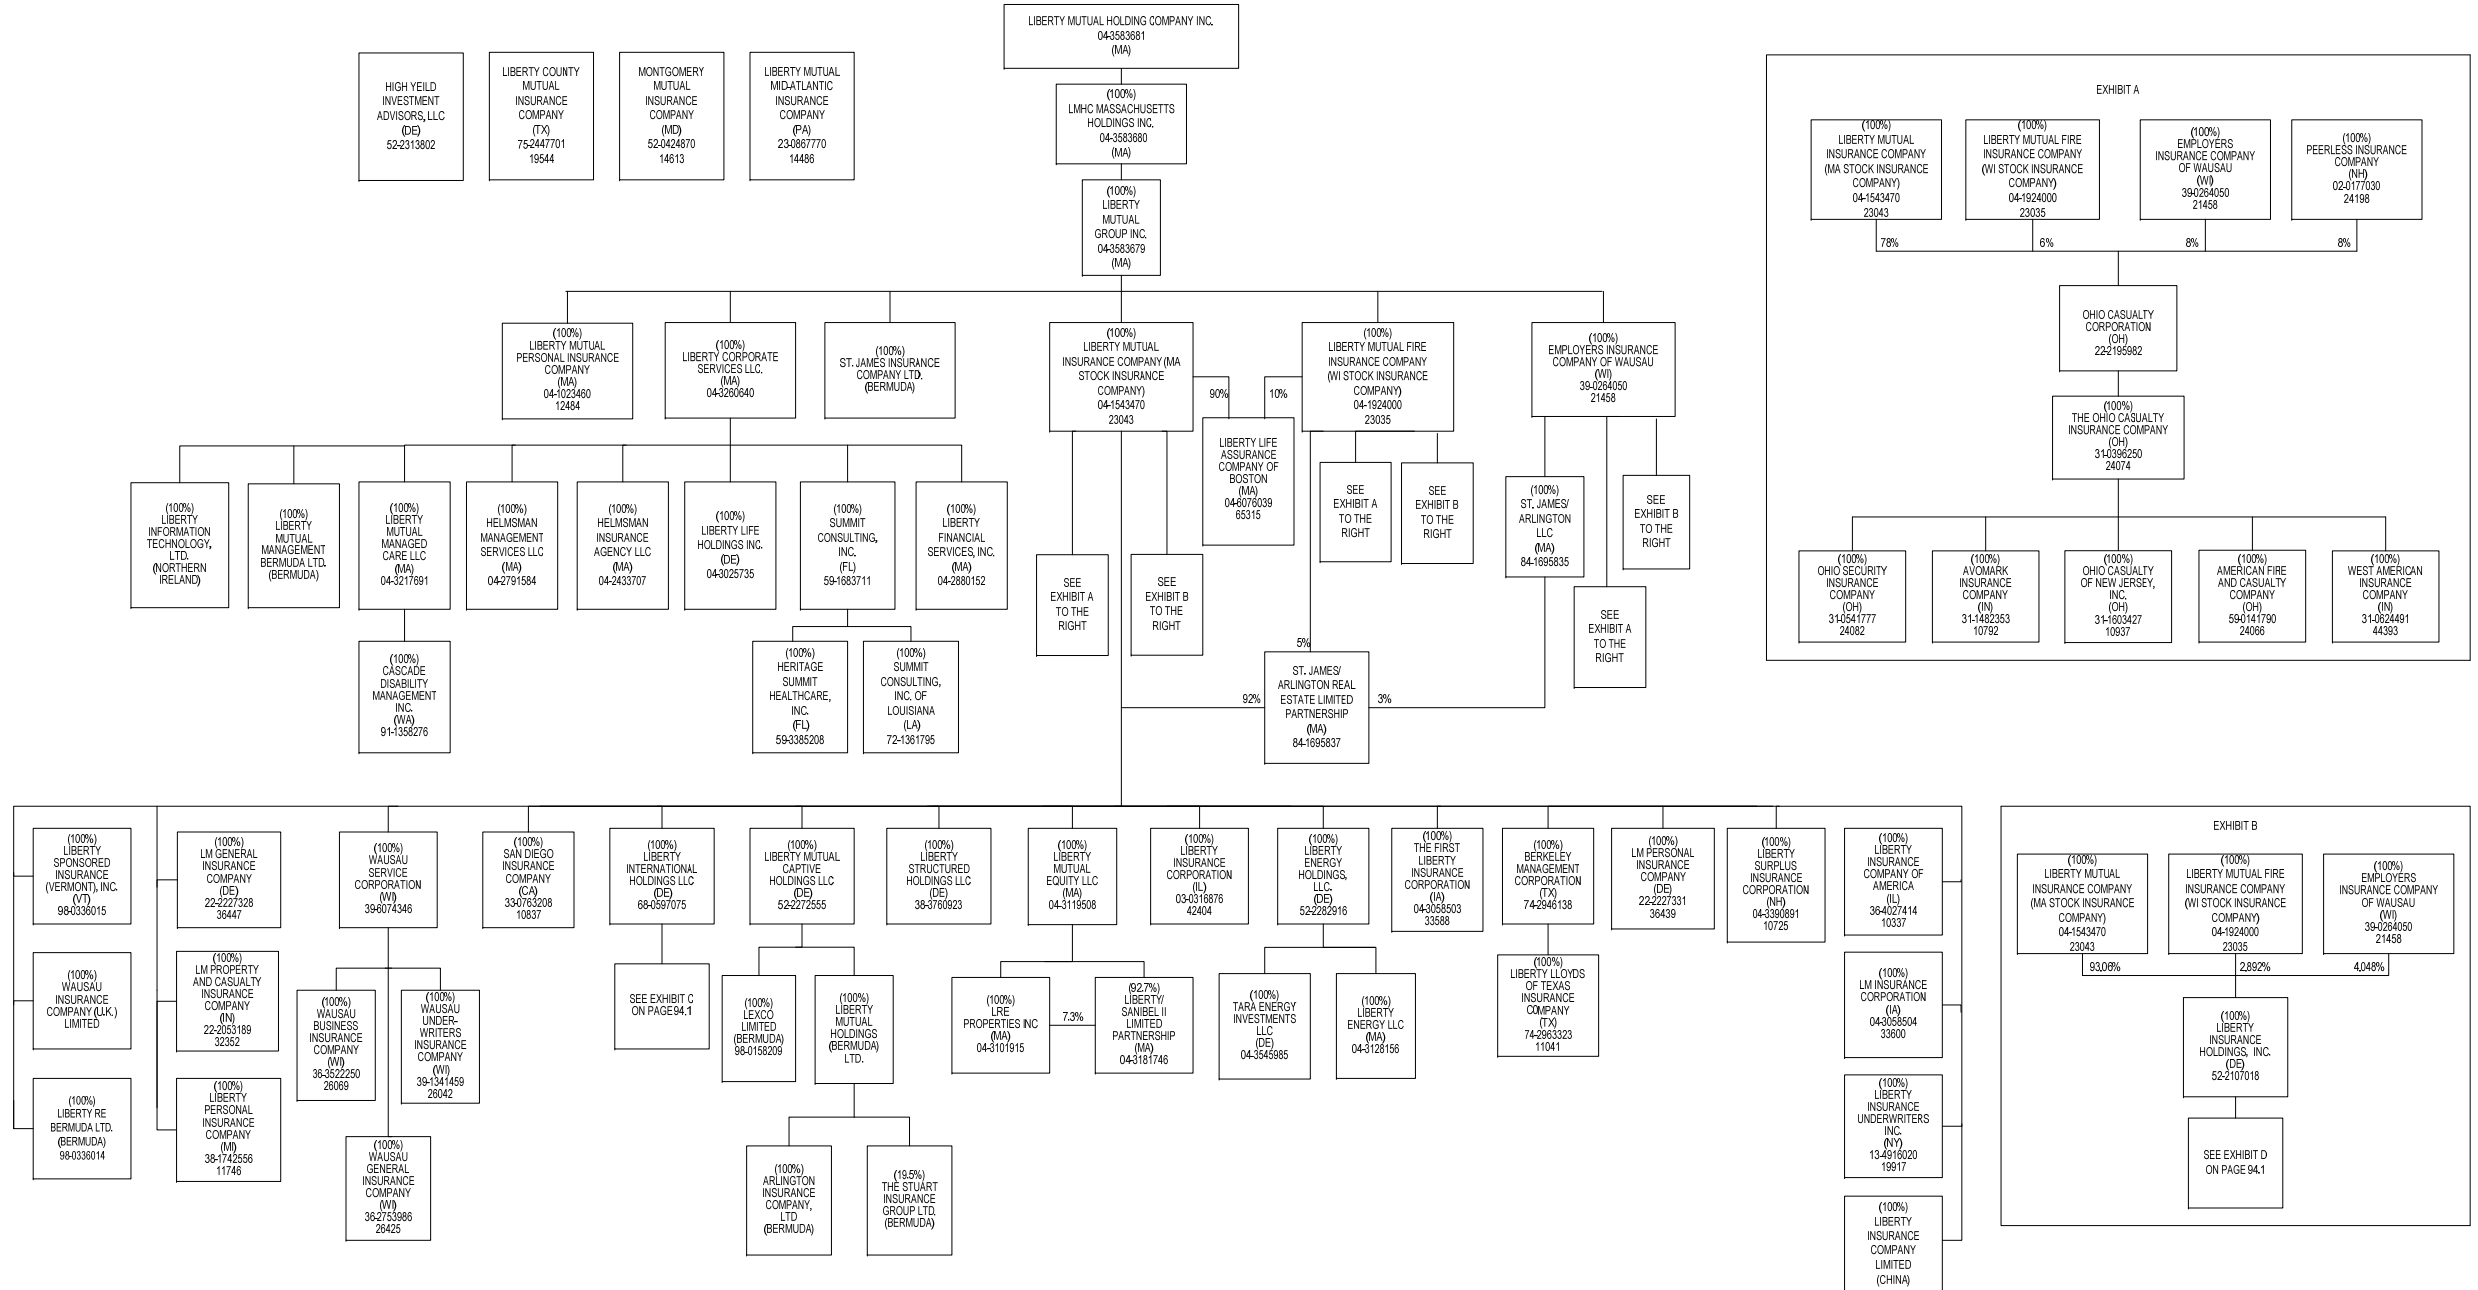 LIBERTY MUTUAL HOLDING COMPANY INC.
04-3583681
(MA)
HIGH YEILD
INVESTMENT
ADVISORS, LLC
(DE)
52-2313802
LIBERTY COUNTY
MUTUAL
INSURANCE
COMPANY
(TX)
75-2447701
19544
MONTGOMERY
MUTUAL
INSURANCE
COMPANY
(MD)
52-0424870
14613
LIBERTY MUTUAL
MID-ATLANTIC
INSURANCE
COMPANY
(PA)
23-0867770
14486
(100%)
LMHC MASSACHUSETTS
HOLDINGS INC.
04-3583680
(MA)
(100%)
LIBERTY
MUTUAL
GROUP INC.
04-3583679
(MA)
(100%)
LIBERTY MUTUAL
PERSONAL INSURANCE
COMPANY
(MA)
04-1023460
12484
(100%)
LIBERTY CORPORATE
SERVICES LLC.
(MA)
04-3260640
(100%)
ST. JAMES INSURANCE
COMPANY LTD.
(BERMUDA)
(100%)
LIBERTY MUTUAL
INSURANCE COMPANY (MA
STOCK INSURANCE
COMPANY)
04-1543470
23043
90%
10%
(100%)
LIBERTY MUTUAL FIRE
INSURANCE COMPANY
(WI STOCK INSURANCE
COMPANY)
04-1924000
23035
(100%)
EMPLOYERS INSURANCE
COMPANY OF WAUSAU
(WI)
39-0264050
21458
(100%)
LIBERTY
INFORMATION
TECHNOLOGY,
LTD.
(NORTHERN
IRELAND)
(100%)
LIBERTY
MUTUAL
MANAGEMENT
BERMUDA LTD.
(BERMUDA)
(100%)
LIBERTY
MUTUAL
MANAGED
CARE LLC
(MA)
04-3217691
(100%)
HELMSMAN
MANAGEMENT
SERVICES LLC
(MA)
04-2791584
(100%)
HELMSMAN
INSURANCE
AGENCY LLC
(MA)
04-2433707
(100%)
LIBERTY LIFE
HOLDINGS INC.
(DE)
04-3025735
(100%)
SUMMIT
CONSULTING,
INC.
(FL)
59-1683711
(100%)
LIBERTY
FINANCIAL
SERVICES, INC.
(MA)
04-2880152
LIBERTY LIFE
ASSURANCE
COMPANY OF
BOSTON
(MA)
04-6076039
65315
SEE
EXHIBIT A
TO THE
RIGHT
SEE
EXHIBIT B
TO THE
RIGHT
(100%)
ST. JAMES/
ARLINGTON
LLC
(MA)
84-1695835
SEE
EXHIBIT B
TO THE
RIGHT
SEE
EXHIBIT A
TO THE
RIGHT
SEE
EXHIBIT B
TO THE
RIGHT
SEE
EXHIBIT A
TO THE
RIGHT
(100%)
CASCADE
DISABILITY
MANAGEMENT
INC.
(WA)
91-1358276
(100%)
HERITAGE
SUMMIT
HEALTHCARE,
INC.
(FL)
59-3385208
(100%)
SUMMIT
CONSULTING,
INC. OF
LOUISIANA
(LA)
72-1361795
5%
92%
ST. JAMES/
ARLINGTON REAL
ESTATE LIMITED
PARTNERSHIP
(MA)
84-1695837
3%
EXHIBIT A
(100%)
LIBERTY MUTUAL
INSURANCE COMPANY
(MA STOCK INSURANCE
COMPANY)
04-1543470
23043
(100%)
LIBERTY MUTUAL FIRE
INSURANCE COMPANY
(WI STOCK INSURANCE
COMPANY)
04-1924000
23035
(100%)
EMPLOYERS
INSURANCE COMPANY
OF WAUSAU
(WI)
39-0264050
21458
(100%)
PEERLESS INSURANCE
COMPANY
(NH)
02-0177030
24198
78%
6%
8%
8%
OHIO CASUALTY
CORPORATION
(OH)
22-2195982
(100%)
THE OHIO CASUALTY
INSURANCE COMPANY
(OH)
31-0396250
24074
(100%)
OHIO SECURITY
INSURANCE
COMPANY
(OH)
31-0541777
24082
(100%)
AVOMARK
INSURANCE
COMPANY
(IN)
31-1482353
10792
(100%)
OHIO CASUALTY
OF NEW JERSEY,
INC.
(OH)
31-1603427
10937
(100%)
AMERICAN FIRE
AND CASUALTY
COMPANY
(OH)
59-0141790
24066
(100%)
WEST AMERICAN
INSURANCE
COMPANY
(IN)
31-0624491
44393
(100%)
LIBERTY
SPONSORED
INSURANCE
(VERMONT), INC.
(VT)
98-0336015
(100%)
LM GENERAL
INSURANCE
COMPANY
(DE)
22-2227328
36447
(100%)
WAUSAU
SERVICE
CORPORATION
(WI)
39-6074346
(100%)
SAN DIEGO
INSURANCE
COMPANY
(CA)
33-0763208
10837
(100%)
LIBERTY
INTERNATIONAL
HOLDINGS LLC
(DE)
68-0597075
(100%)
LIBERTY MUTUAL
CAPTIVE
HOLDINGS LLC
(DE)
52-2272555
(100%)
LIBERTY
STRUCTURED
HOLDINGS LLC
(DE)
38-3760923
(100%)
LIBERTY
MUTUAL
EQUITY LLC
(MA)
04-3119508
(100%)
LIBERTY
INSURANCE
CORPORATION
(IL)
03-0316876
42404
(100%)
LIBERTY
ENERGY
HOLDINGS,
LLC.
(DE)
52-2282916
(100%)
THE FIRST
LIBERTY
INSURANCE
CORPORATION
(IA)
04-3058503
33588
(100%)
BERKELEY
MANAGEMENT
CORPORATION
(TX)
74-2946138
(100%)
LM PERSONAL
INSURANCE
COMPANY
(DE)
22-2227331
36439
(100%)
LIBERTY
SURPLUS
INSURANCE
CORPORATION
(NH)
04-3390891
10725
(100%)
LIBERTY
INSURANCE
COMPANY OF
AMERICA
(IL)
36-4027414
10337
(100%)
WAUSAU
INSURANCE
COMPANY (U.K.)
LIMITED
(100%)
LM PROPERTY
AND CASUALTY
INSURANCE
COMPANY
(IN)
22-2053189
32352
(100%)
WAUSAU
BUSINESS
INSURANCE
COMPANY
(WI)
36-3522250
26069
(100%)
WAUSAU
UNDER-
WRITERS
INSURANCE
COMPANY
(WI)
39-1341459
26042
SEE EXHIBIT C
ON PAGE 94.1
(100%)
LEXCO
LIMITED
(BERMUDA)
98-0158209
(100%)
LIBERTY
MUTUAL
HOLDINGS
(BERMUDA)
LTD.
(100%)
LRE
PROPERTIES INC
(MA)
04-3101915
7.3%
(92.7%)
LIBERTY/
SANIBEL II
LIMITED
PARTNERSHIP
(MA)
04-3181746
(100%)
TARA ENERGY
INVESTMENTS
LLC
(DE)
04-3545985
(100%)
LIBERTY
ENERGY LLC
(MA)
04-3128156
(100%)
LIBERTY LLOYDS
OF TEXAS
INSURANCE
COMPANY
(TX)
74-2963323
11041
(100%)
LM INSURANCE
CORPORATION
(IA)
04-3058504
33600
(100%)
LIBERTY RE
BERMUDA LTD.
(BERMUDA)
98-0336014
(100%)
LIBERTY
PERSONAL
INSURANCE
COMPANY
(MI)
38-1742556
11746
(100%)
WAUSAU
GENERAL
INSURANCE
COMPANY
(WI)
36-2753986
26425
(100%)
ARLINGTON
INSURANCE
COMPANY,
LTD
(BERMUDA)
(19.5%)
THE STUART
INSURANCE
GROUP LTD.
(BERMUDA)
(100%)
LIBERTY
INSURANCE
UNDERWRITERS
INC.
(NY)
13-4916020
19917
(100%)
LIBERTY
INSURANCE
COMPANY
LIMITED
(CHINA)
EXHIBIT B
(100%)
LIBERTY MUTUAL
INSURANCE COMPANY
(MA STOCK INSURANCE
COMPANY)
04-1543470
23043
(100%)
LIBERTY MUTUAL FIRE
INSURANCE COMPANY
(WI STOCK INSURANCE
COMPANY)
04-1924000
23035
(100%)
EMPLOYERS
INSURANCE COMPANY
OF WAUSAU
(WI)
39-0264050
21458
93.06%
2.892%
4.048%
(100%)
LIBERTY
INSURANCE
HOLDINGS, INC.
(DE)
52-2107018
SEE EXHIBIT D
ON PAGE 94.1